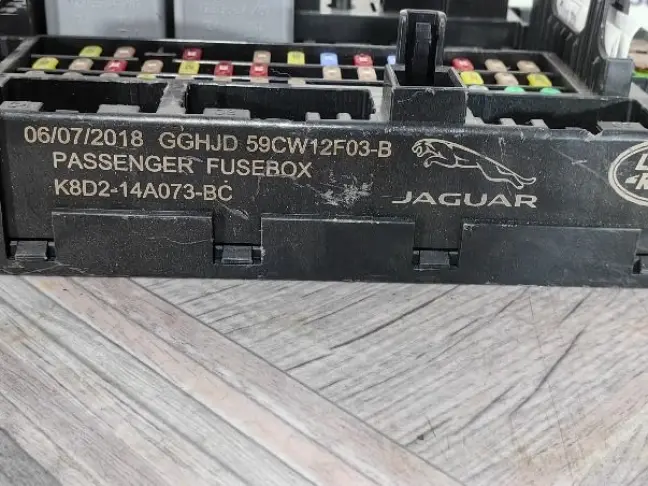 06/07/2018 GGHJD 59CW12F03-B
PASSENGER FUSEBOX
K8D2-14A073-BC
JAGUAR